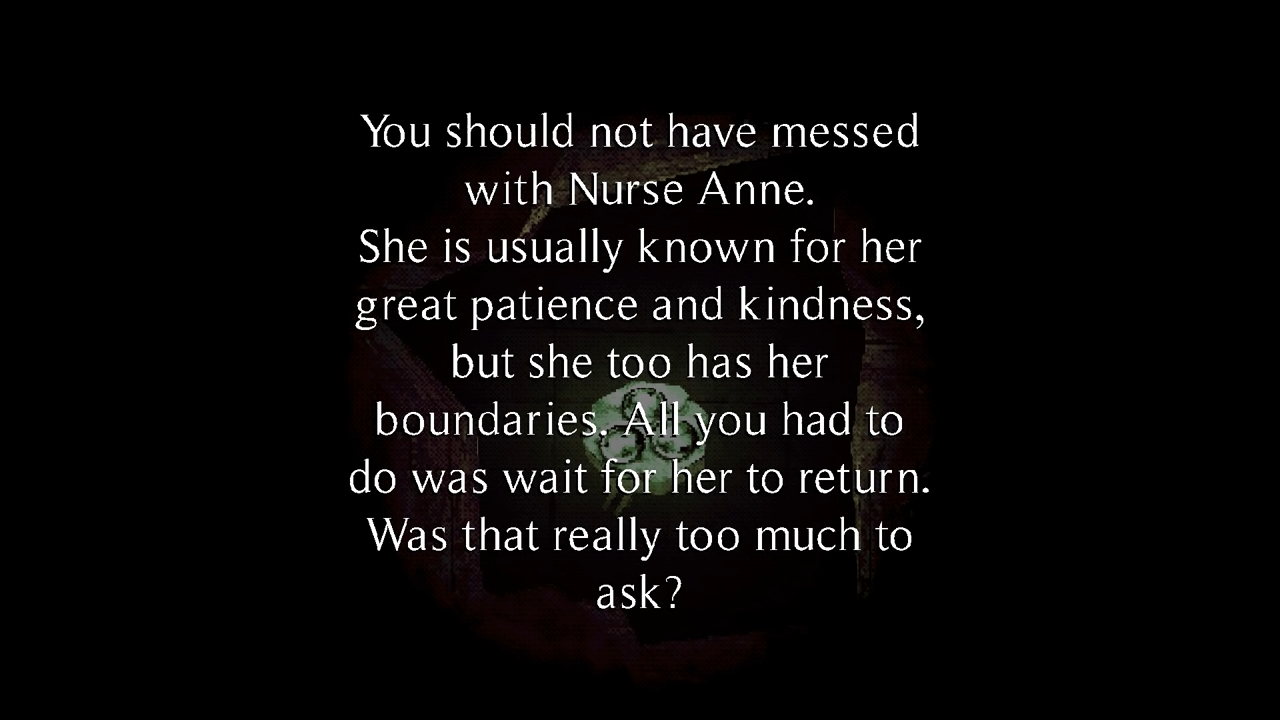 You should not have messed
with Nurse Anne.
She is usually known for her
great patience and kindness,
but she too has her
boundaries. All you had to
do was wait for her to return.
Was that really too much to
ask?